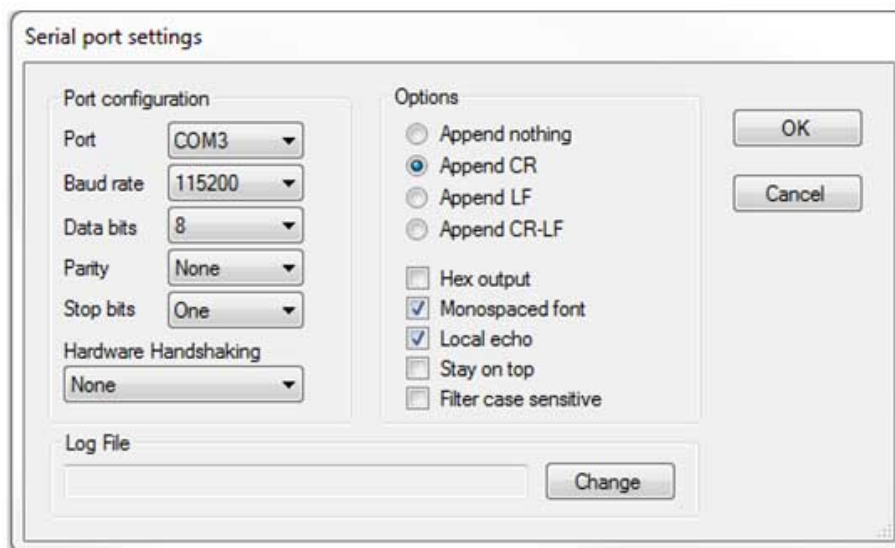 Serial port settings
Port configuration
Port COM3
Baud rate 115200
Data bits 8
Parity None
Stop bits One
Hardware Handshaking
None
Options
Append nothing
Append CR
Append LF
Append CR-LF
Hex output
Monospaced font
Local echo
Stay on top
Filter case sensitive
OK
Cancel
Log File
Change